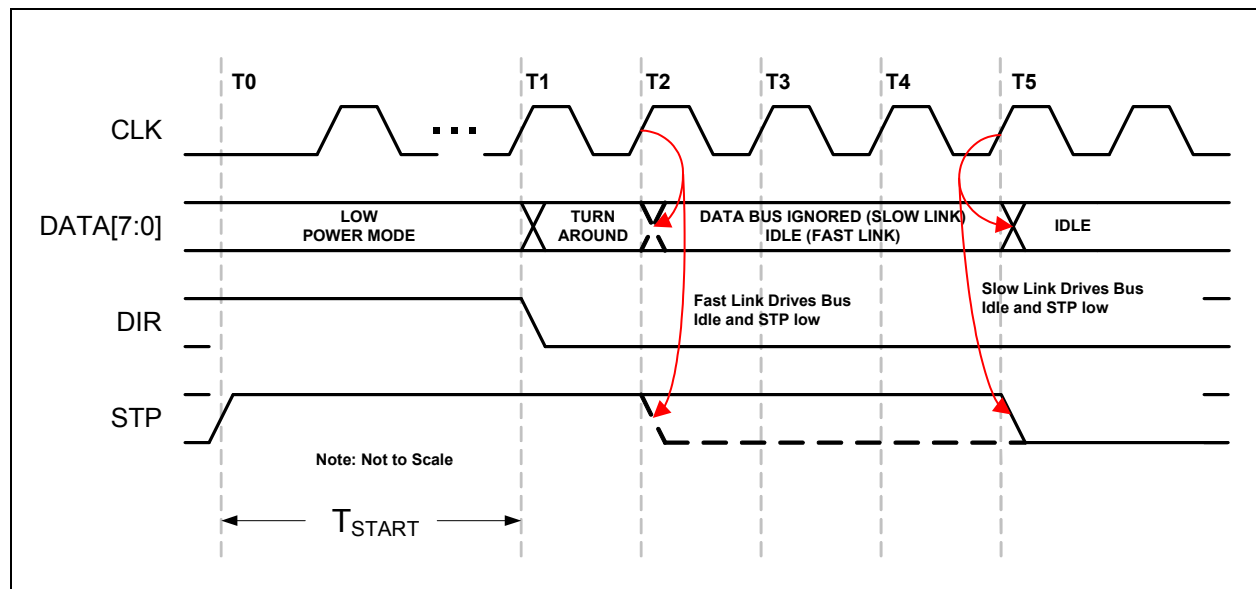 T0 T1 T2 T3 T4 T5
CLK
DATA[7:0]
LOW
POWER MODE
TURN
AROUND
DATA BUS IGNORED (SLOW LINK)
IDLE (FAST LINK)
IDLE
DIR
Fast Link Drives Bus
Idle and STP low
Slow Link Drives Bus
Idle and STP low
STP
Note: Not to Scale
TSTART